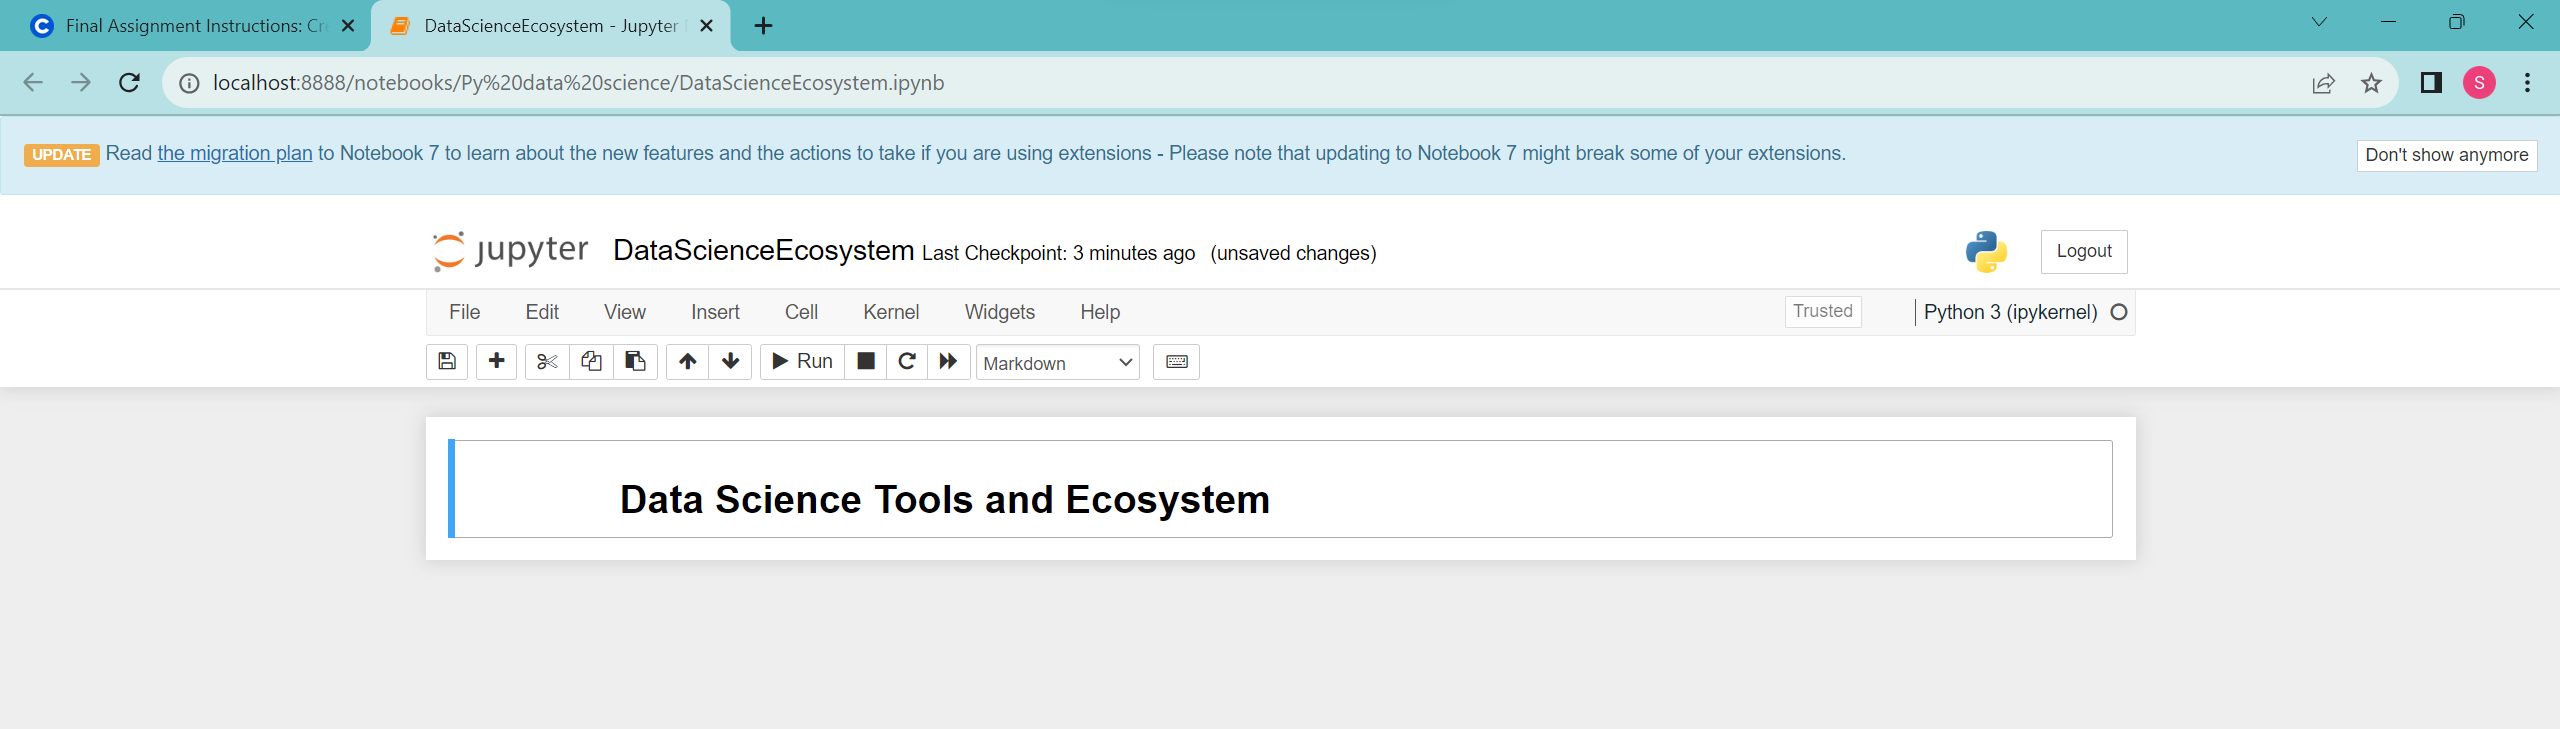 Final Assignment Instructions: Cr
DataScienceEcosystem - Jupyter
localhost:8888/notebooks/Py%20data%20science/DataScienceEcosystem.ipynb
S
UPDATE Read the migration plan to Notebook 7 to learn about the new features and the actions to take if you are using extensions - Please note that updating to Notebook 7 might break some of your extensions.
Don't show anymore
jupyter DataScienceEcosystem Last Checkpoint: 3 minutes ago (unsaved changes)
Logout
File Edit View Insert Cell Kernel Widgets Help Trusted Python 3 (ipykernel)
Run Markdown
Data Science Tools and Ecosystem